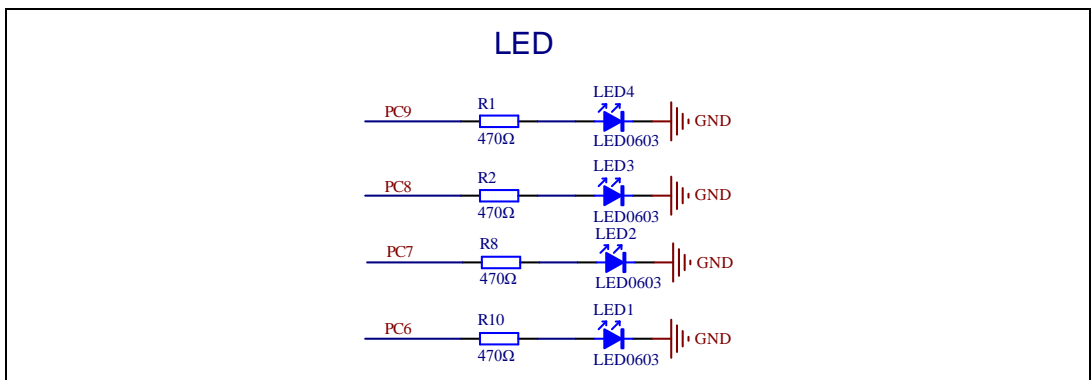 LED
LED4
PC9 R1 GND
470Ω LED0603
LED3
PC8 R2 GND
470Ω LED0603
LED2
PC7 R8 GND
470Ω LED0603
LED1
PC6 R10 GND
470Ω LED0603